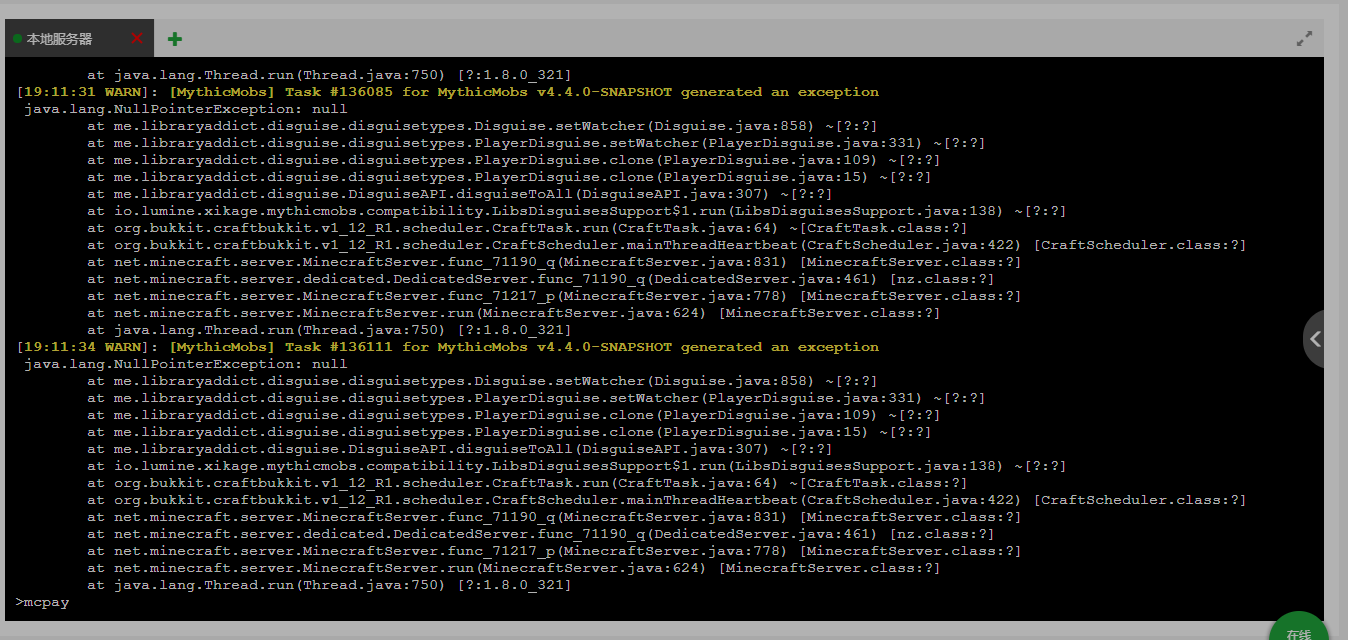 本地服务器
at java.lang.Thread.run(Thread.java:750) [?:1.8.0_321]
[19:11:31 WARN]: [MythicMobs] Task #136085 for MythicMobs v4.4.0-SNAPSHOT generated an exception
java.lang.NullPointerException: null
at me.libraryaddict.disguise.disguisetypes.Disguise.setWatcher(Disguise.java:858) ~[?:?]
at me.libraryaddict.disguise.disguisetypes.PlayerDisguise.setWatcher(PlayerDisguise.java:331) ~[?:?]
at me.libraryaddict.disguise.disguisetypes.PlayerDisguise.clone(PlayerDisguise.java:109) ~[?:?]
at me.libraryaddict.disguise.disguisetypes.PlayerDisguise.clone(PlayerDisguise.java:15) ~[?:?]
at me.libraryaddict.disguise.DisguiseAPI.disguiseToAll(DisguiseAPI.java:307) ~[?:?]
at io.lumine.xikage.mythicmobs.compatibility.LibsDisguisesSupport$1.run(LibsDisguisesSupport.java:138) ~[?:?]
at org.bukkit.craftbukkit.v1_12_R1.scheduler.CraftTask.run(CraftTask.java:64) ~[CraftTask.class:?]
at org.bukkit.craftbukkit.v1_12_R1.scheduler.CraftScheduler.mainThreadHeartbeat(CraftScheduler.java:422) [CraftScheduler.class:?]
at net.minecraft.server.MinecraftServer.func_71190_q(MinecraftServer.java:831) [MinecraftServer.class:?]
at net.minecraft.server.dedicated.DedicatedServer.func_71190_q(DedicatedServer.java:461) [nz.class:?]
at net.minecraft.server.MinecraftServer.func_71217_p(MinecraftServer.java:778) [MinecraftServer.class:?]
at net.minecraft.server.MinecraftServer.run(MinecraftServer.java:624) [MinecraftServer.class:?]
at java.lang.Thread.run(Thread.java:750) [?:1.8.0_321]
[19:11:34 WARN]: [MythicMobs] Task #136111 for MythicMobs v4.4.0-SNAPSHOT generated an exception
java.lang.NullPointerException: null
at me.libraryaddict.disguise.disguisetypes.Disguise.setWatcher(Disguise.java:858) ~[?:?]
at me.libraryaddict.disguise.disguisetypes.PlayerDisguise.setWatcher(PlayerDisguise.java:331) ~[?:?]
at me.libraryaddict.disguise.disguisetypes.PlayerDisguise.clone(PlayerDisguise.java:109) ~[?:?]
at me.libraryaddict.disguise.disguisetypes.PlayerDisguise.clone(PlayerDisguise.java:15) ~[?:?]
at me.libraryaddict.disguise.DisguiseAPI.disguiseToAll(DisguiseAPI.java:307) ~[?:?]
at io.lumine.xikage.mythicmobs.compatibility.LibsDisguisesSupport$1.run(LibsDisguisesSupport.java:138) ~[?:?]
at org.bukkit.craftbukkit.v1_12_R1.scheduler.CraftTask.run(CraftTask.java:64) ~[CraftTask.class:?]
at org.bukkit.craftbukkit.v1_12_R1.scheduler.CraftScheduler.mainThreadHeartbeat(CraftScheduler.java:422) [CraftScheduler.class:?]
at net.minecraft.server.MinecraftServer.func_71190_q(MinecraftServer.java:831) [MinecraftServer.class:?]
at net.minecraft.server.dedicated.DedicatedServer.func_71190_q(DedicatedServer.java:461) [nz.class:?]
at net.minecraft.server.MinecraftServer.func_71217_p(MinecraftServer.java:778) [MinecraftServer.class:?]
at net.minecraft.server.MinecraftServer.run(MinecraftServer.java:624) [MinecraftServer.class:?]
at java.lang.Thread.run(Thread.java:750) [?:1.8.0_321]
>mcpay
在线